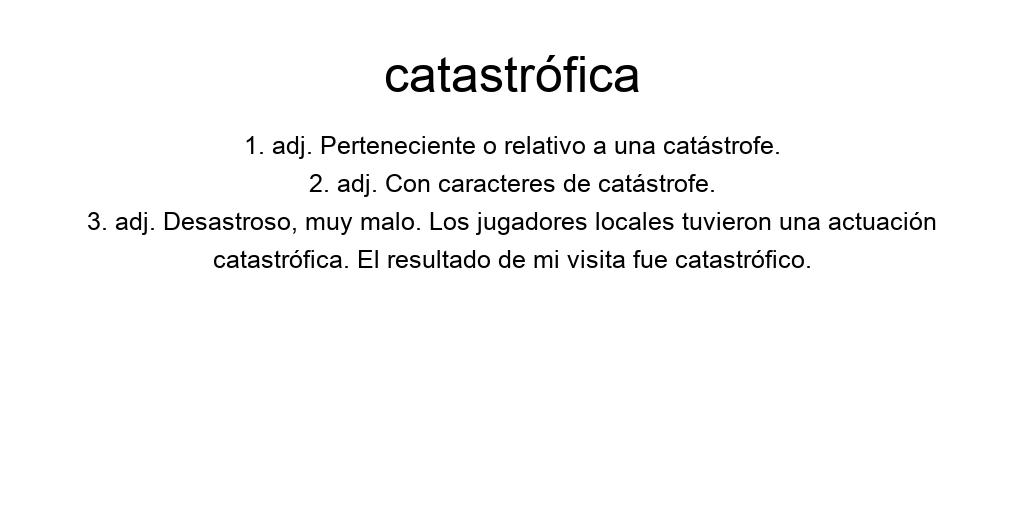 catastrófica
1. adj. Perteneciente o relativo a una catástrofe.
2. adj. Con caracteres de catástrofe.
3. adj. Desastroso, muy malo. Los jugadores locales tuvieron una actuación
catastrófica. El resultado de mi visita fue catastrófico.